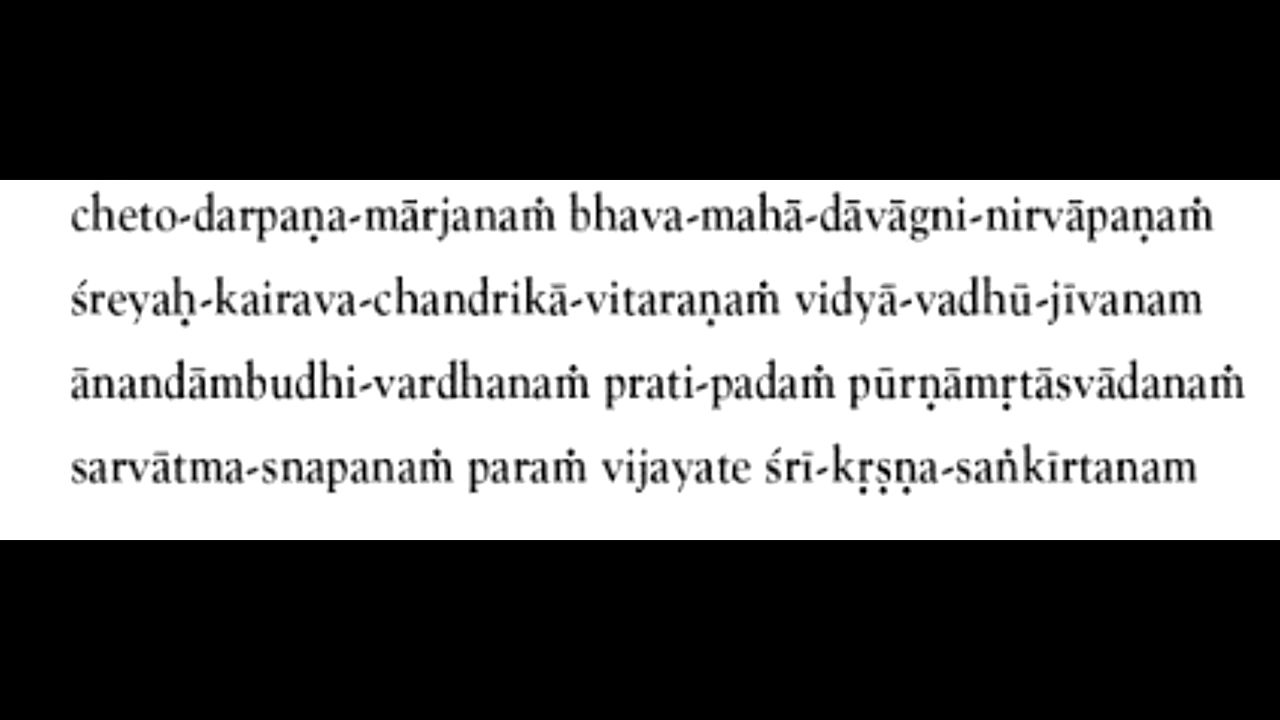 cheto-darpaṇa-mārjanaṁ bhava-mahā-dāvāgni-nirvāpaṇaṁ
śreyaḥ-kairava-chandrikā-vitaraṇaṁ vidyā-vadhū-jīvanam
ānandāmbudhi-vardhanaṁ prati-padaṁ pūrṇāmṛtāsvādanaṁ
sarvātma-snapanaṁ paraṁ vijayate śrī-kṛṣṇa-saṅkīrtanam